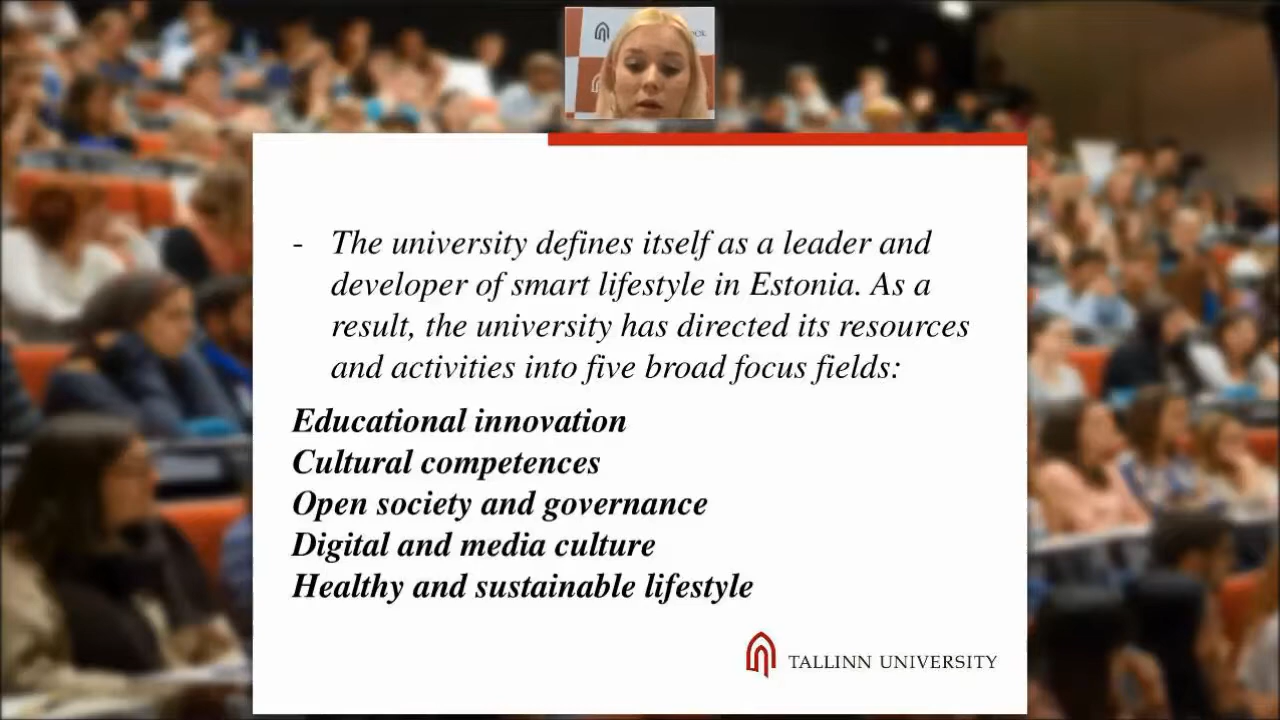 - The university defines itself as a leader and
developer of smart lifestyle in Estonia. As a
result, the university has directed its resources
and activities into five broad focus fields:
Educational innovation
Cultural competences
Open society and governance
Digital and media culture
Healthy and sustainable lifestyle
TALLINN UNIVERSITY